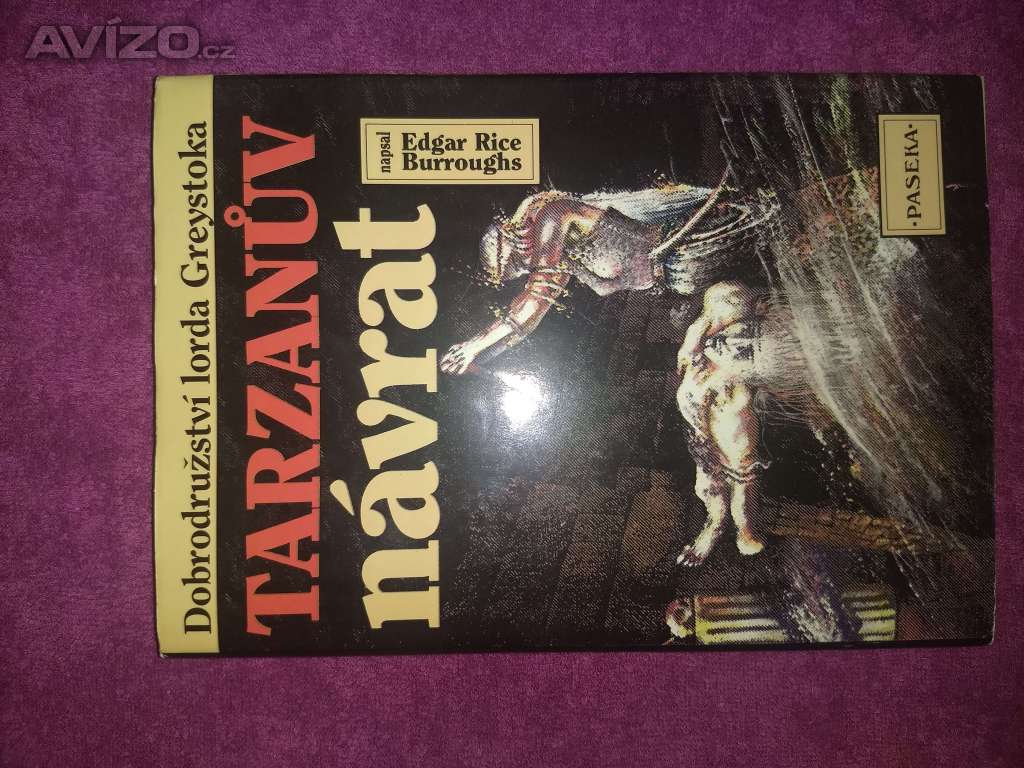 AVÍZO.cz
Dobrodružství lorda Greystoka
TARZANŮV
návrat
napsal
Edgar Rice
Burroughs
·PASEKA·